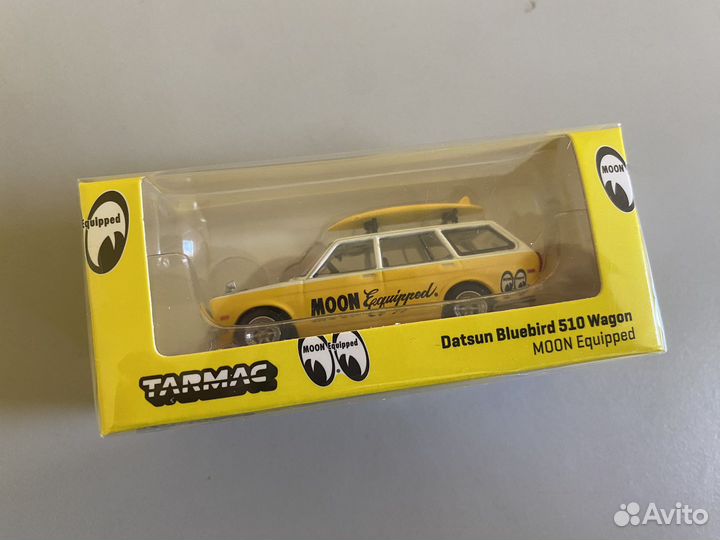 Equipped
MOON
MOON Equipped
Datsun Bluebird 510 Wagon
MOON Equipped
MOON Equipped
TARMAC
Avito